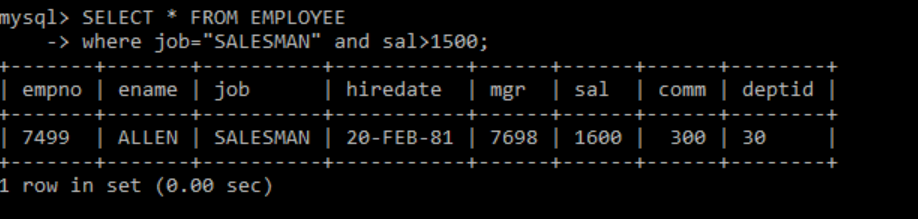 mysql> SELECT * FROM EMPLOYEE
    -> where job="SALESMAN" and sal>1500;
+-------+-------+----------+-----------+------+------+------+--------+
| empno | ename | job      | hiredate  | mgr  | sal  | comm | deptid |
+-------+-------+----------+-----------+------+------+------+--------+
| 7499  | ALLEN | SALESMAN | 20-FEB-81 | 7698 | 1600 |  300 | 30     |
+-------+-------+----------+-----------+------+------+------+--------+
1 row in set (0.00 sec)